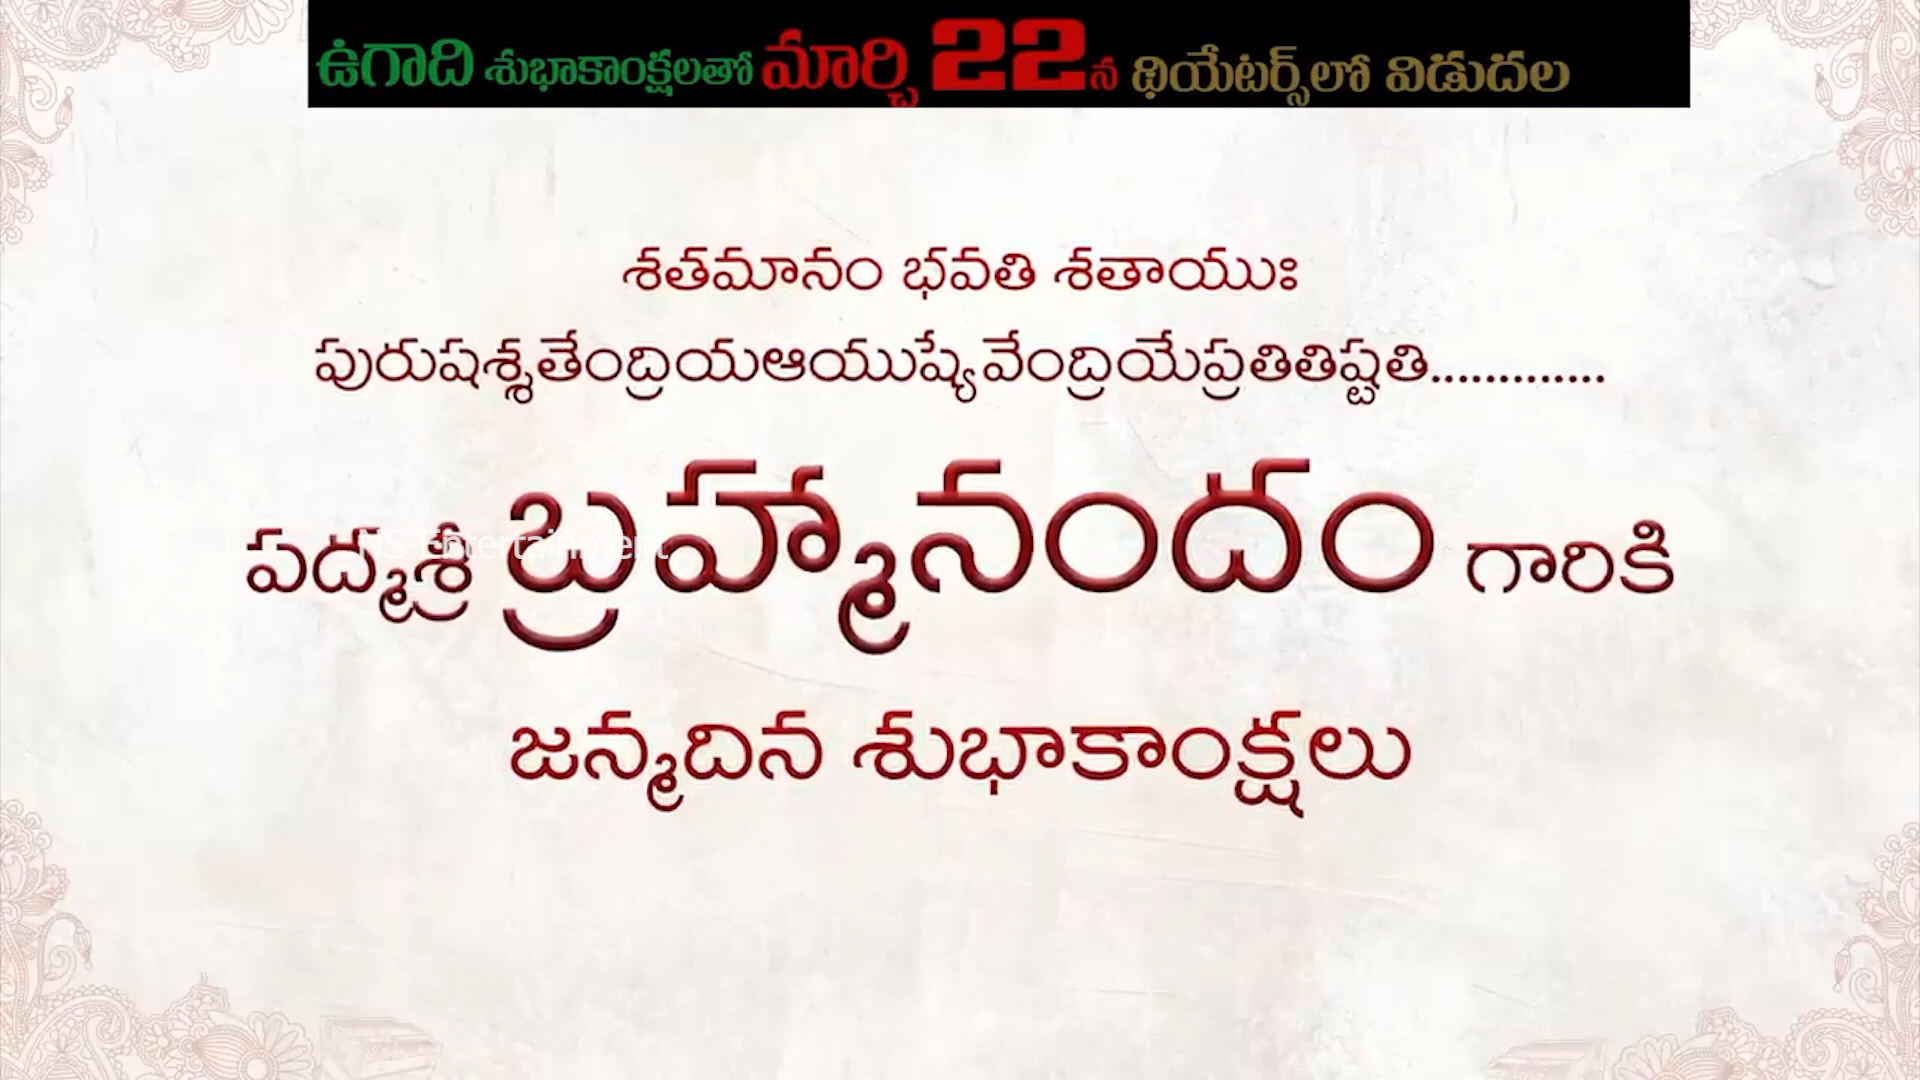 ఉగాది శుభాకాంక్షలతో మార్చి 22న థియేటర్స్‌లో విడుదల
శతమానం భవతి శతాయుః
పురుషశ్శతేంద్రియఆయుష్యేవేంద్రియేప్రతితిష్టతి.............
పద్మశ్రీ బ్రహ్మానందం గారికి
Entertainment
జన్మదిన శుభాకాంక్షలు